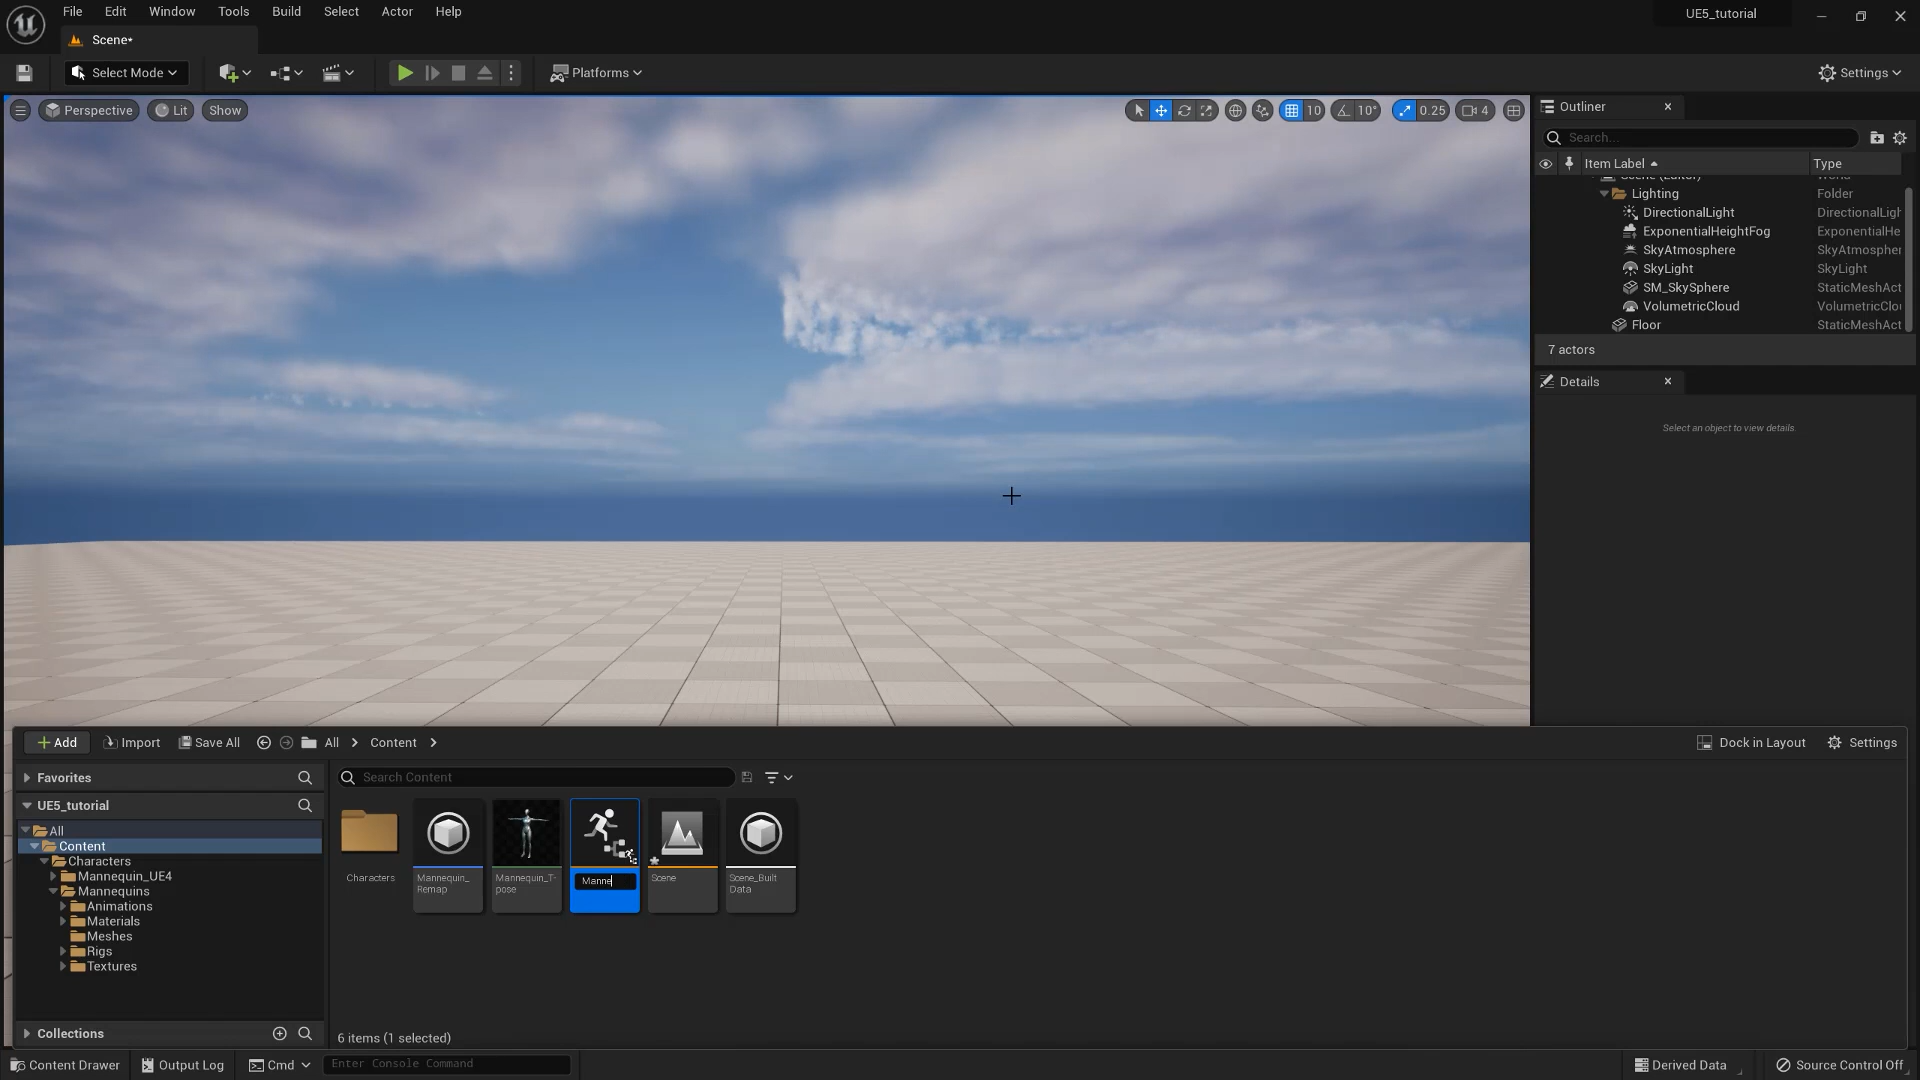 File Edit Window Tools Build Select Actor Help
UE5_tutorial
Scene*
Select Mode
Platforms
Settings
Perspective
Lit
Show
10
10°
0.25
4
Outliner
Search...
Item Label
Type
Lighting
Folder
DirectionalLight
DirectionalLigh
ExponentialHeightFog
ExponentialHe
SkyAtmosphere
SkyAtmospher
SkyLight
SkyLight
SM_SkySphere
StaticMeshAct
VolumetricCloud
VolumetricClou
Floor
StaticMeshAct
7 actors
Details
Select an object to view details.
Add
Import
Save All
All
Content
Dock in Layout
Settings
Favorites
UE5_tutorial
All
Content
Characters
Mannequin_UE4
Mannequins
Animations
Materials
Meshes
Rigs
Textures
Collections
Search Content
Characters
Mannequin_
Remap
Mannequin_T-
pose
Manne
Scene
Scene_Built
Data
6 items (1 selected)
Content Drawer
Output Log
Cmd
Enter Console Command
Derived Data
Source Control Off